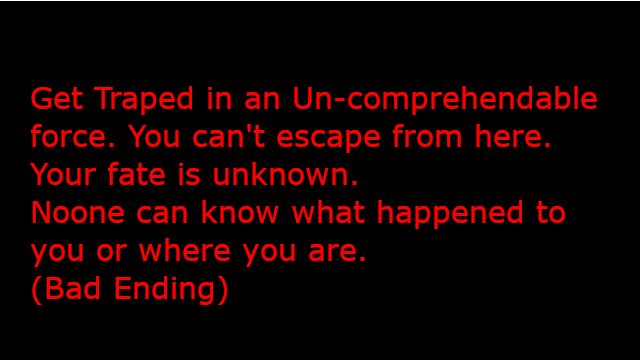 Get Traped in an Un-comprehendable
force. You can't escape from here.
Your fate is unknown.
Noone can know what happened to
you or where you are.
(Bad Ending)